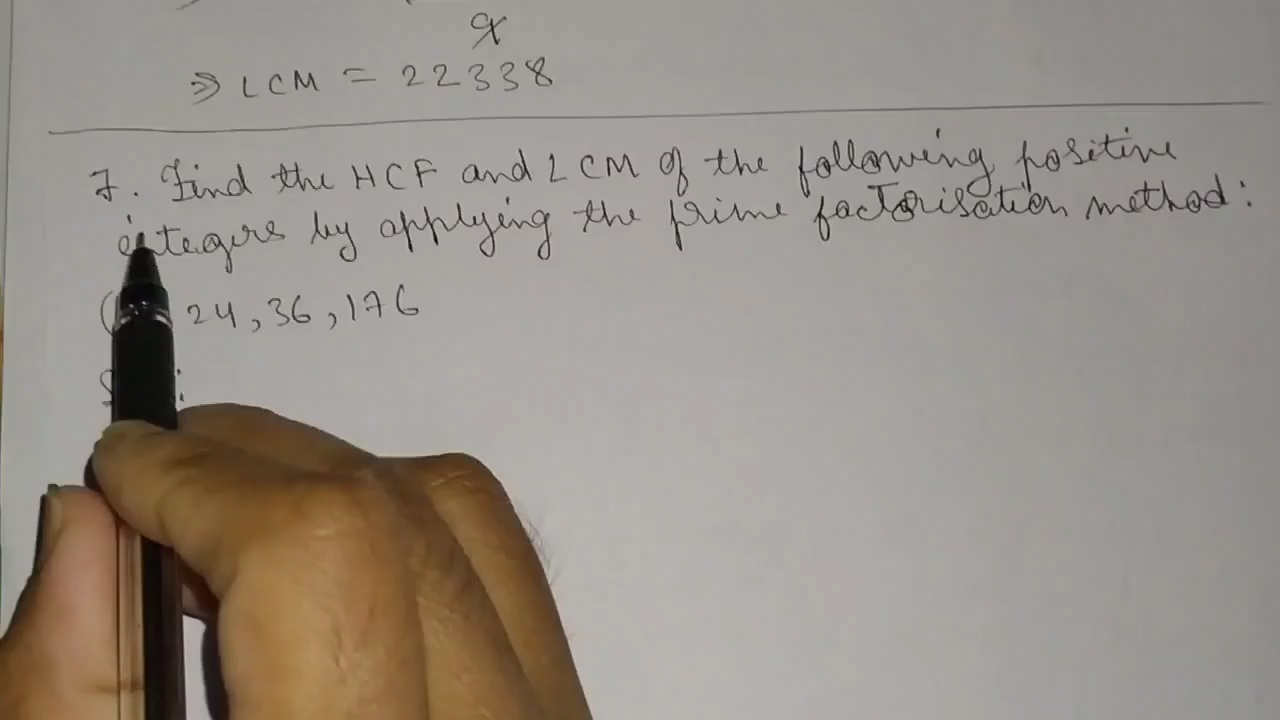 9
⇒ LCM = 22338
7. Find the HCF and LCM of the following positive
integers by applying the prime factorisation method:
( 24, 36, 176
S :